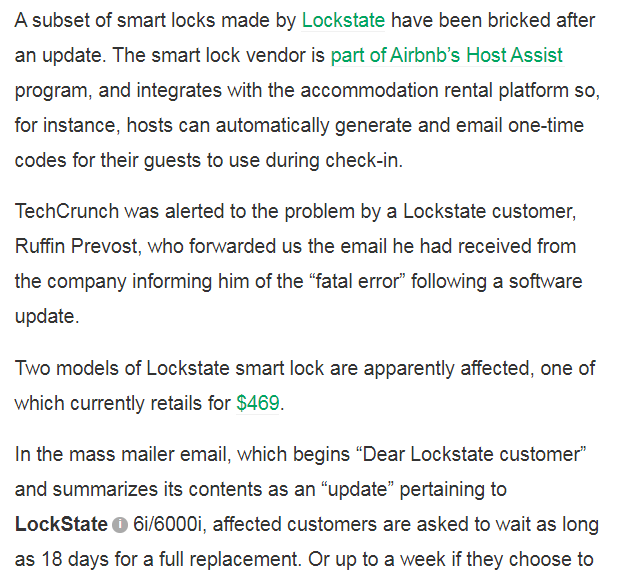 A subset of smart locks made by Lockstate have been bricked after
an update. The smart lock vendor is part of Airbnb’s Host Assist
program, and integrates with the accommodation rental platform so,
for instance, hosts can automatically generate and email one-time
codes for their guests to use during check-in.
TechCrunch was alerted to the problem by a Lockstate customer,
Ruffin Prevost, who forwarded us the email he had received from
the company informing him of the “fatal error” following a software
update.
Two models of Lockstate smart lock are apparently affected, one of
which currently retails for $469.
In the mass mailer email, which begins “Dear Lockstate customer”
and summarizes its contents as an “update” pertaining to
LockState i 6i/6000i, affected customers are asked to wait as long
as 18 days for a full replacement. Or up to a week if they choose to